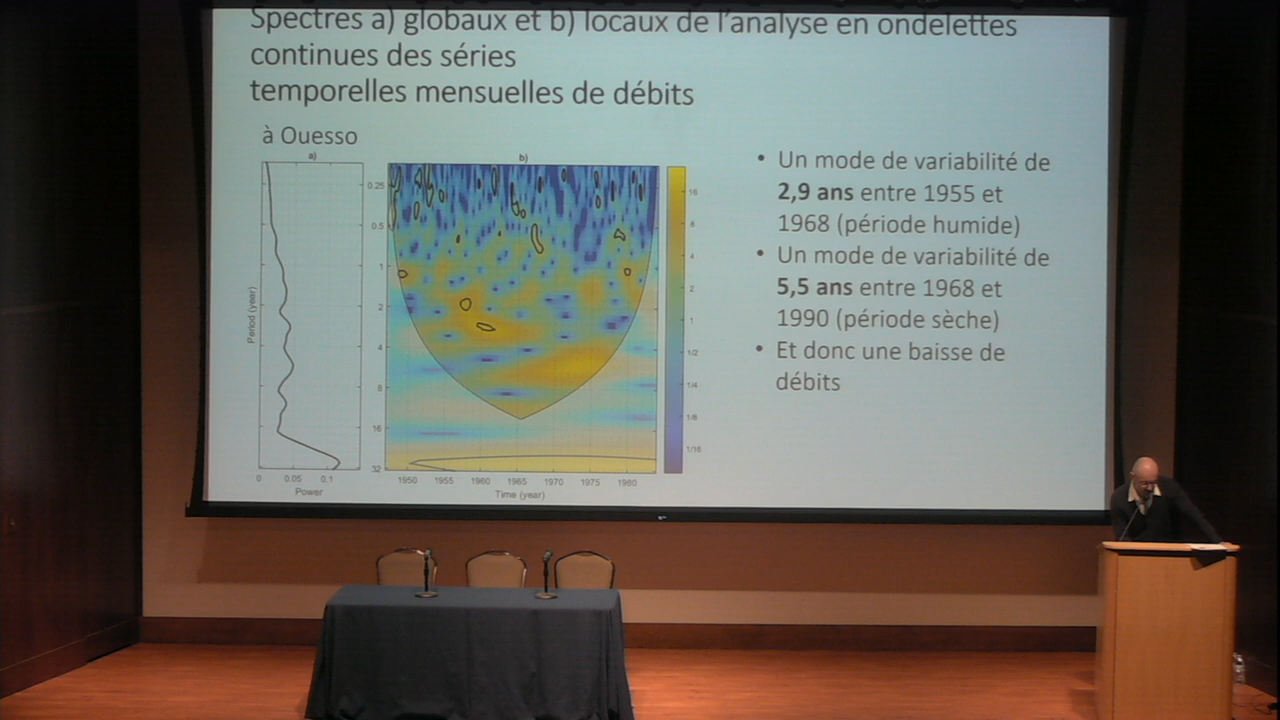 Spectres a) globaux et b) locaux de l'analyse en ondelettes
continues des séries
temporelles mensuelles de débits
à Ouesso
a)
Period (year)
0 0.05 0.1
Power
b)
0.25
0.5
1
2
4
8
16
32
1950 1955 1960 1965 1970 1975 1980
Time (year)
16
8
4
2
1
1/2
1/4
1/8
1/16
• Un mode de variabilité de
2,9 ans entre 1955 et
1968 (période humide)
• Un mode de variabilité de
5,5 ans entre 1968 et
1990 (période sèche)
• Et donc une baisse de
débits